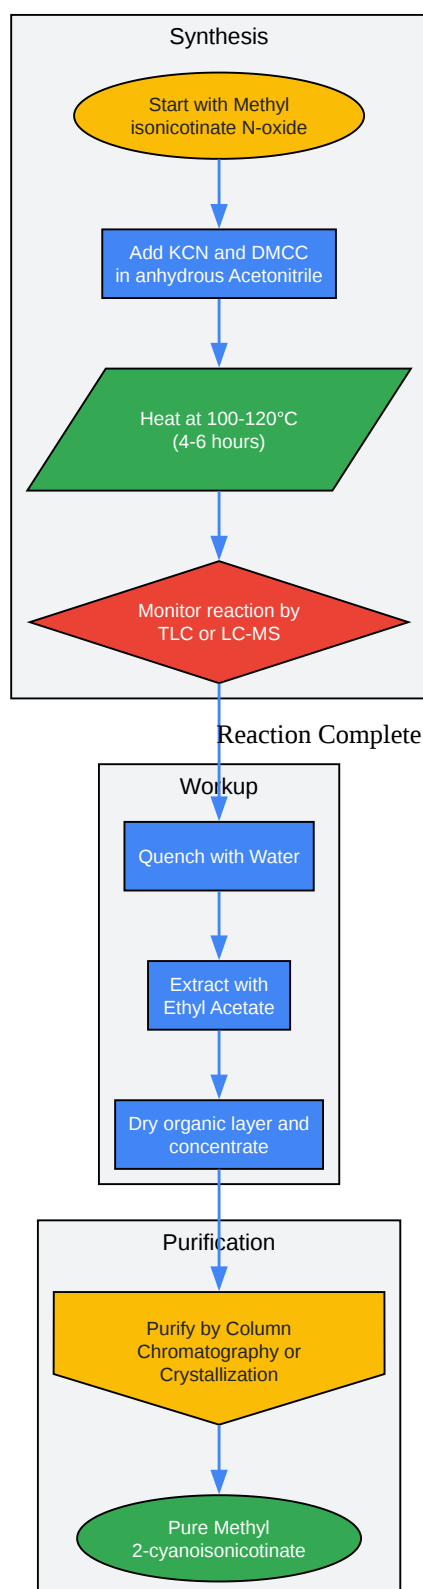 Synthesis
Start with Methyl
isonicotinate N-oxide
Add KCN and DMCC
in anhydrous Acetonitrile
Heat at 100-120°C
(4-6 hours)
Monitor reaction by
TLC or LC-MS
Reaction Complete
Workup
Quench with Water
Extract with
Ethyl Acetate
Dry organic layer and
concentrate
Purification
Purify by Column
Chromatography or
Crystallization
Pure Methyl
2-cyanoisonicotinate